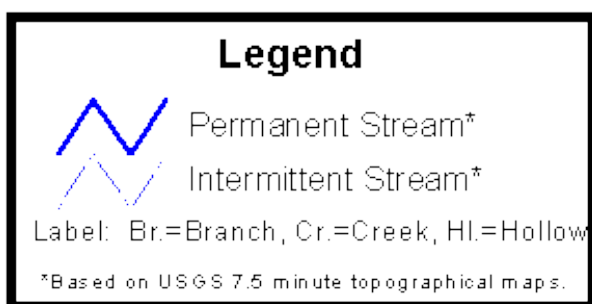 Legend
Permanent Stream*
Intermittent Stream*
Label: Br.=Branch, Cr.=Creek, Hl.=Hollow
*Based on USGS 7.5 minute topographical maps.